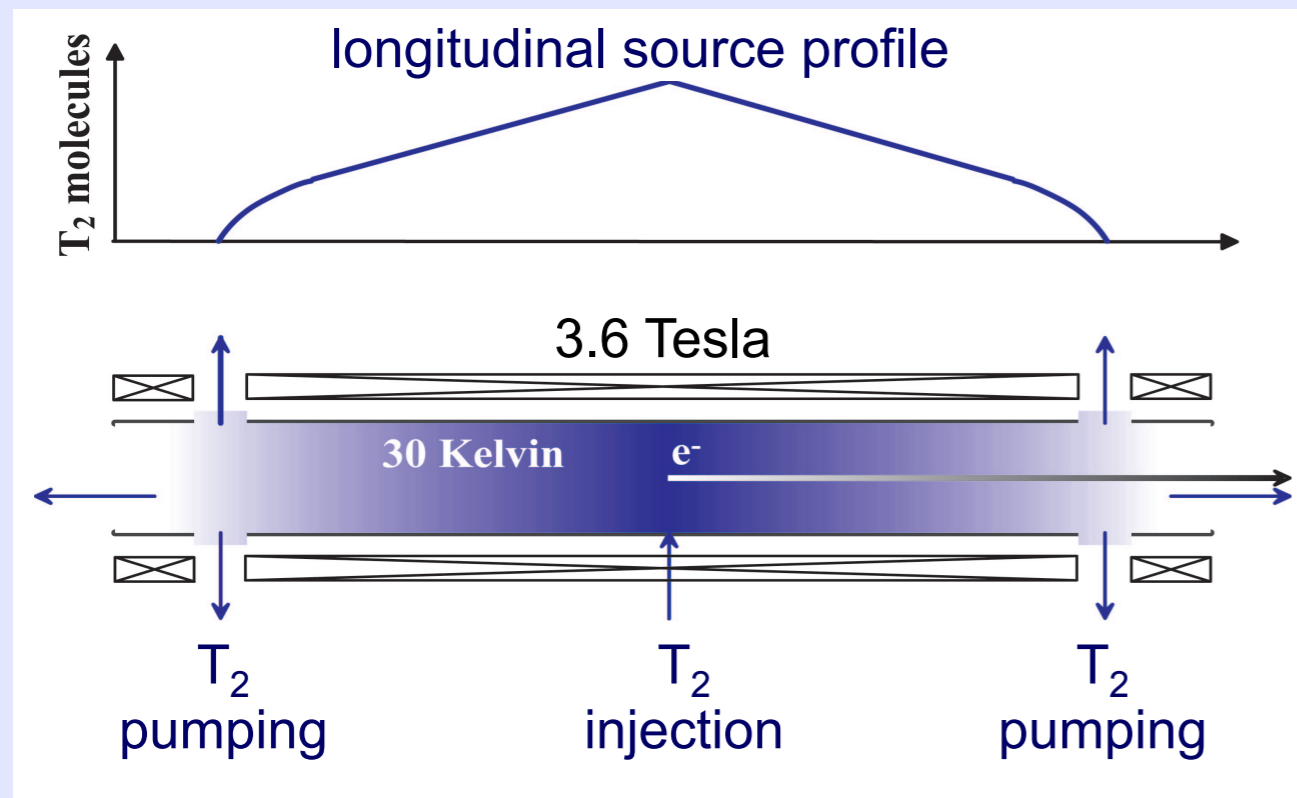 longitudinal source profile
T₂ molecules
3.6 Tesla
30 Kelvin
e⁻
T₂
pumping
T₂
injection
T₂
pumping